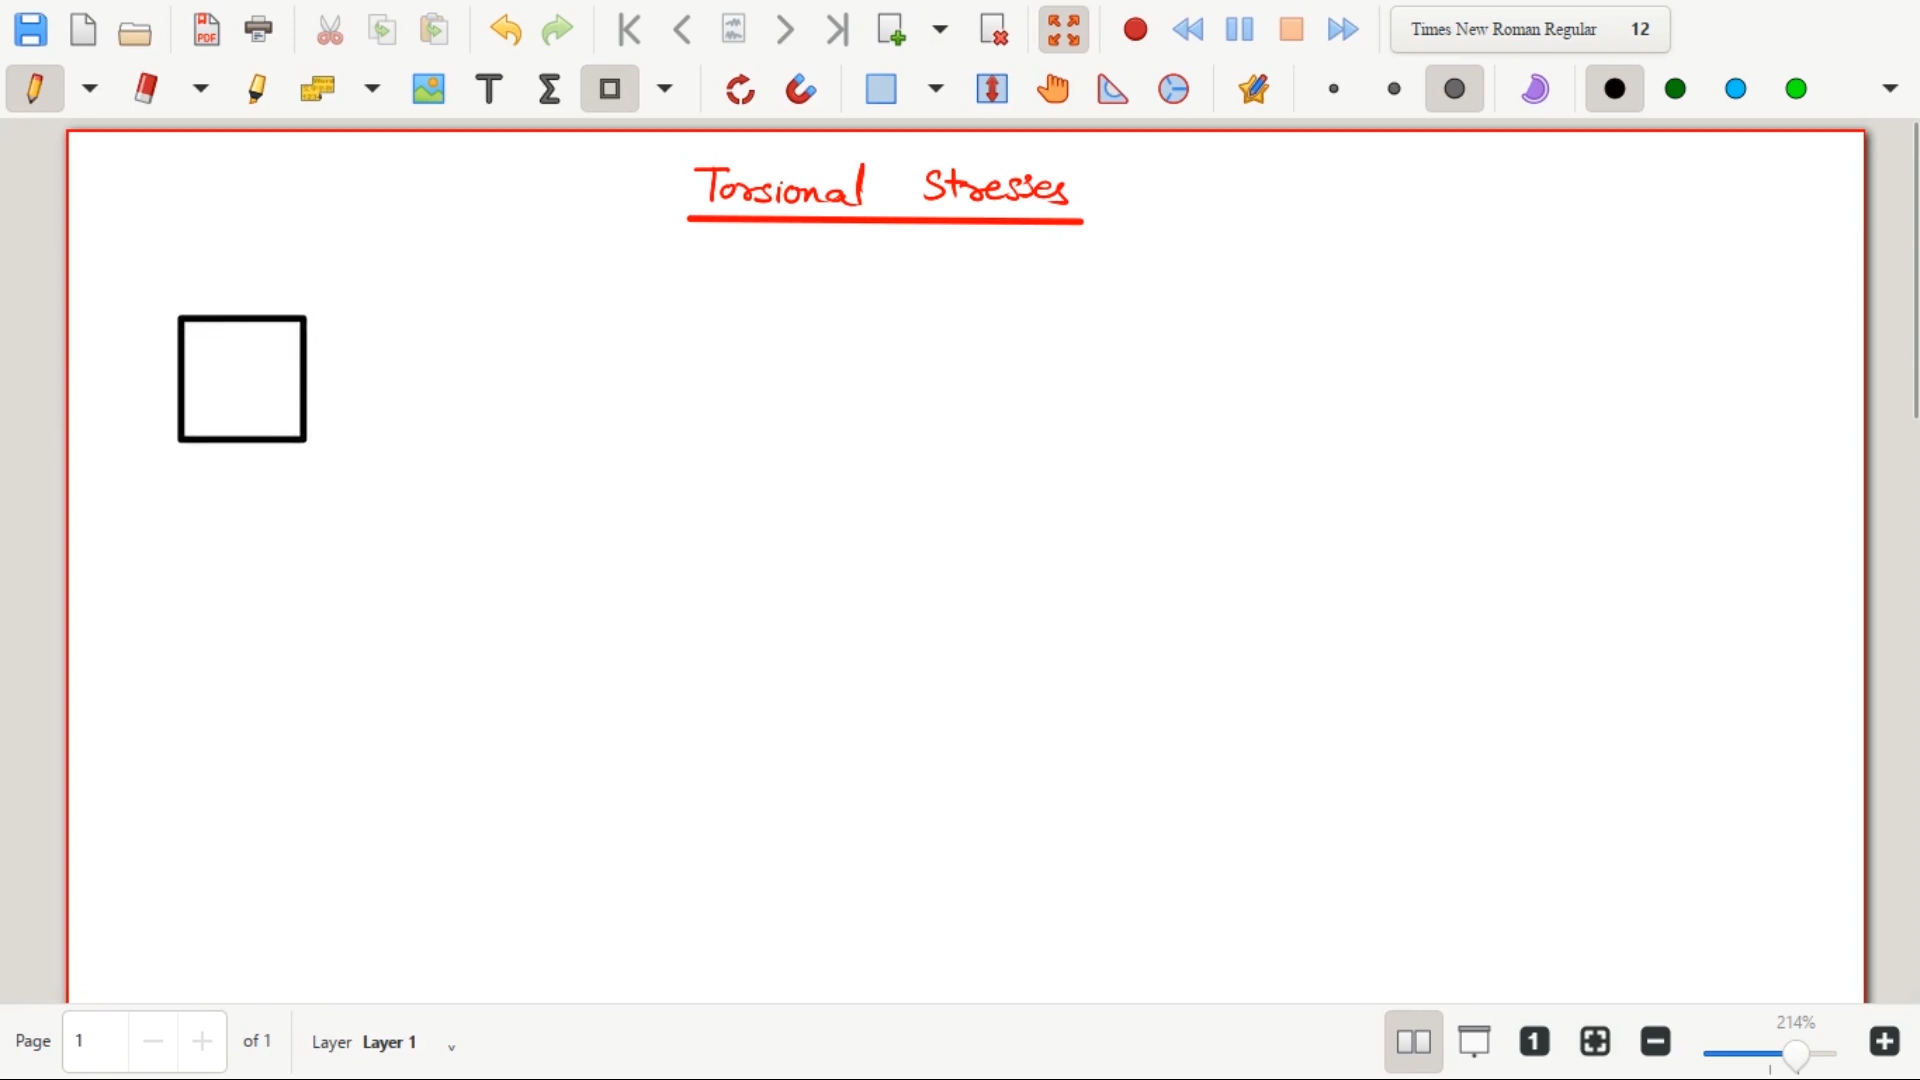 Times New Roman Regular 12
Torsional Stresses
Page 1 of 1 Layer Layer 1
214%